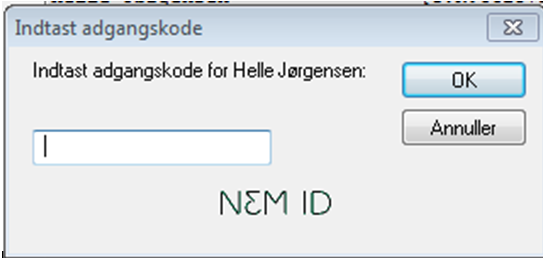 Indtast adgangskode
Indtast adgangskode for Helle Jørgensen:
OK
Annuller
NEM ID